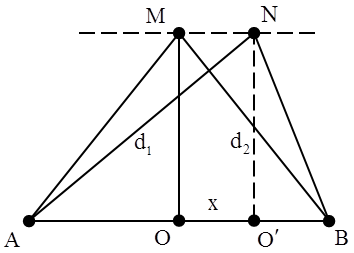 M N
d₁ d₂
x
A O O′ B